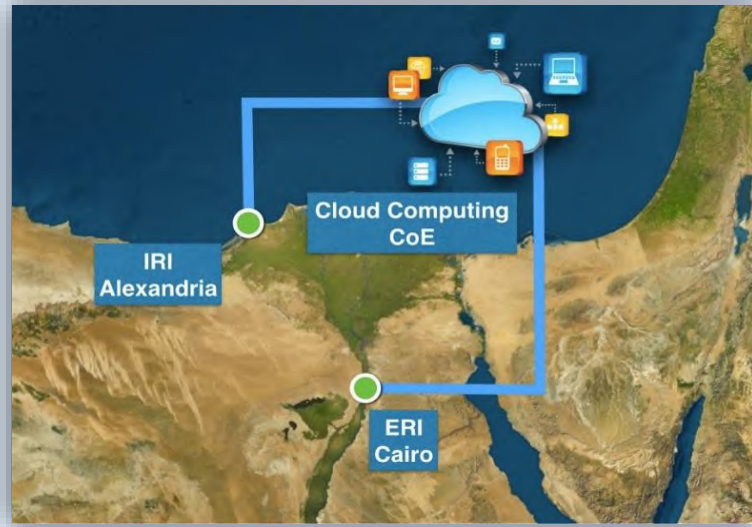 Cloud Computing
CoE
IRI
Alexandria
ERI
Cairo